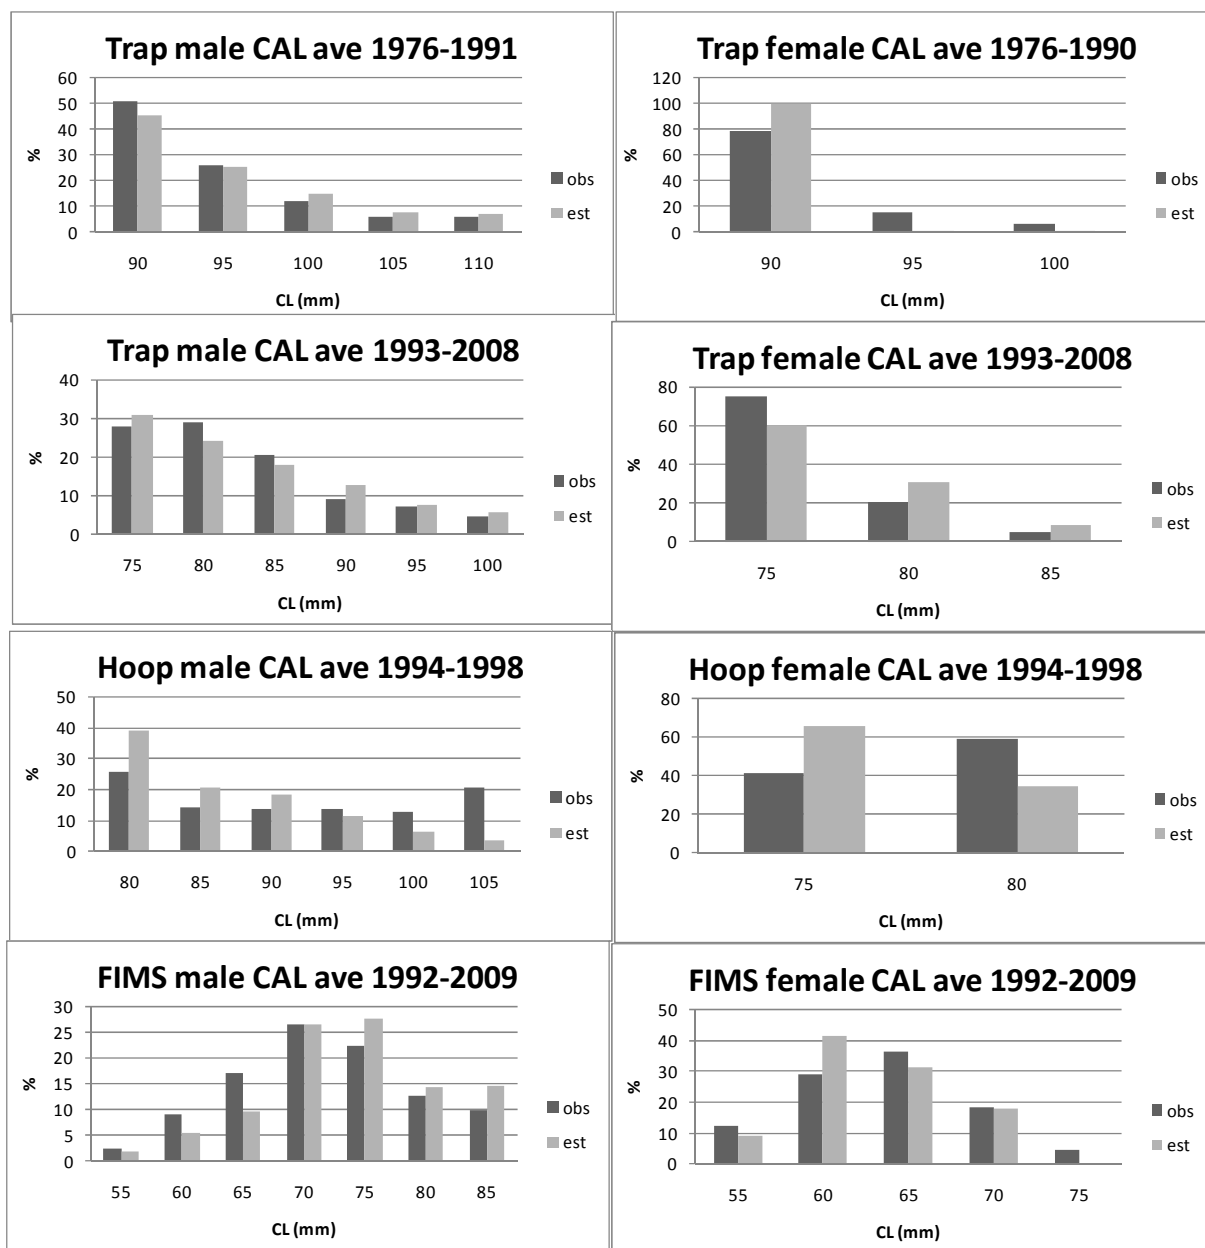 Trap male CAL ave 1976-1991
60
50
40
30
20
10
0
%
90 95 100 105 110
CL (mm)
obs
est
Trap female CAL ave 1976-1990
120
100
80
60
40
20
0
%
90 95 100
CL (mm)
obs
est
Trap male CAL ave 1993-2008
40
30
20
10
0
%
75 80 85 90 95 100
CL (mm)
obs
est
Trap female CAL ave 1993-2008
80
60
40
20
0
%
75 80 85
CL (mm)
obs
est
Hoop male CAL ave 1994-1998
50
40
30
20
10
0
%
80 85 90 95 100 105
CL (mm)
obs
est
Hoop female CAL ave 1994-1998
80
60
40
20
0
%
75 80
CL (mm)
obs
est
FIMS male CAL ave 1992-2009
30
25
20
15
10
5
0
%
55 60 65 70 75 80 85
CL (mm)
obs
est
FIMS female CAL ave 1992-2009
50
40
30
20
10
0
%
55 60 65 70 75
CL (mm)
obs
est